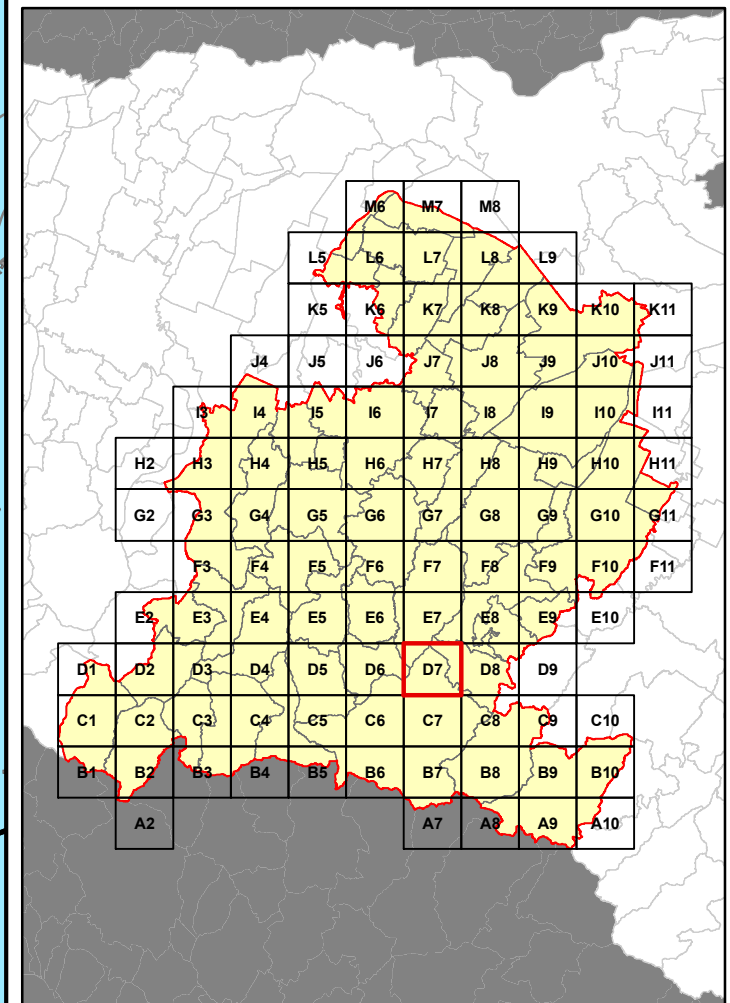 M6 M7 M8
L5 L6 L7 L8 L9
K5 K6 K7 K8 K9 K10 K11
J4 J5 J6 J7 J8 J9 J10 J11
I3 I4 I5 I6 I7 I8 I9 I10 I11
H2 H3 H4 H5 H6 H7 H8 H9 H10 H11
G2 G3 G4 G5 G6 G7 G8 G9 G10 G11
F3 F4 F5 F6 F7 F8 F9 F10 F11
E2 E3 E4 E5 E6 E7 E8 E9 E10
D1 D2 D3 D4 D5 D6 D7 D8 D9
C1 C2 C3 C4 C5 C6 C7 C8 C9 C10
B1 B2 B3 B4 B5 B6 B7 B8 B9 B10
A2 A7 A8 A9 A10